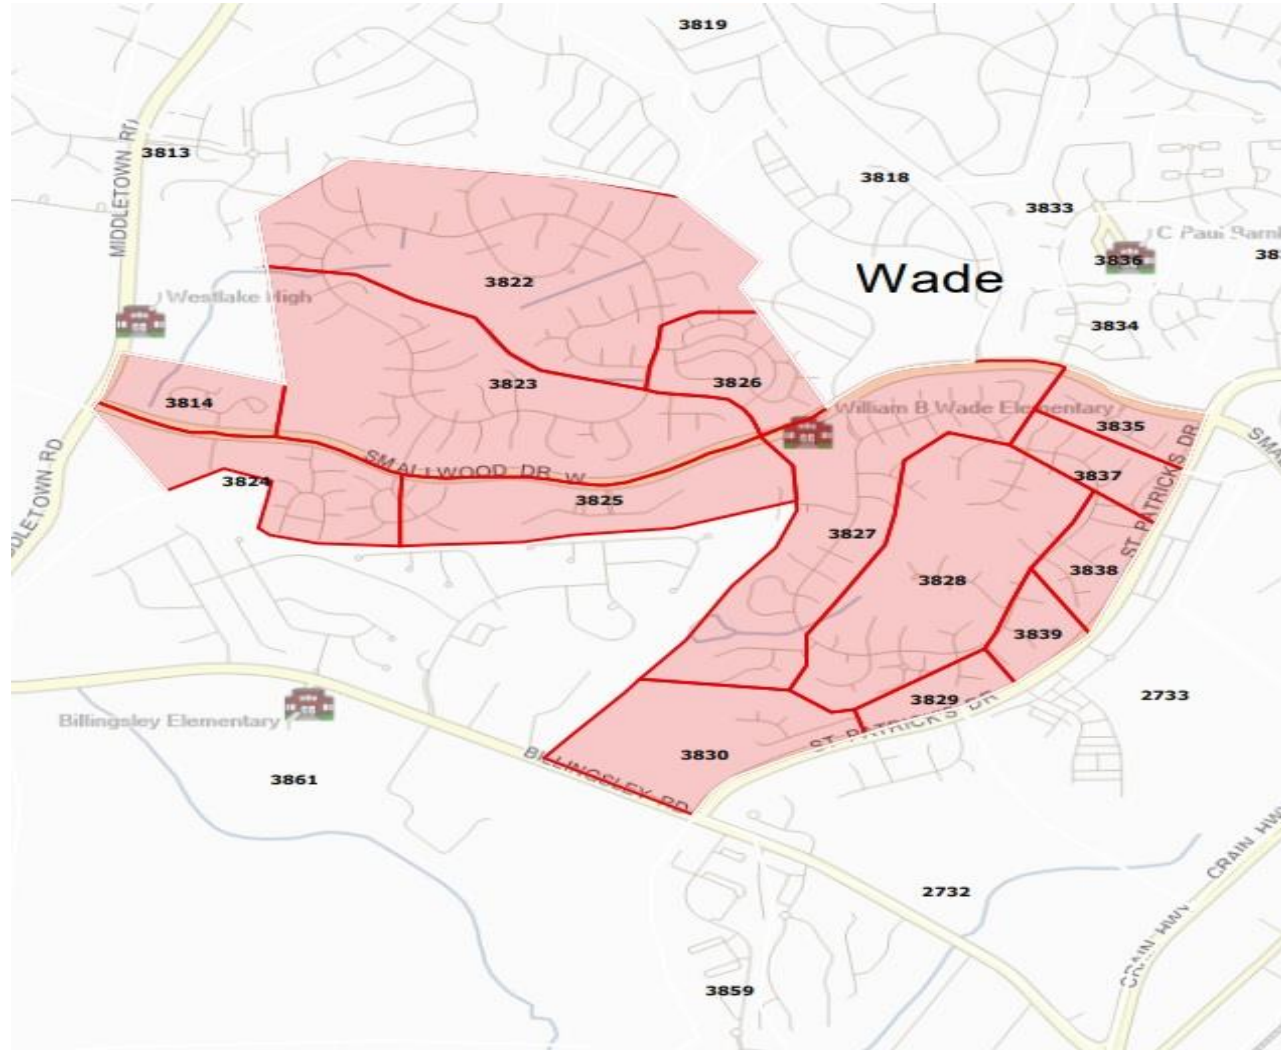 3819
MIDDLETOWN RD
3813
3818
3833
C Paul Barnh
3836
383
3822
Wade
Westlake High
3834
3823
3826
3814
William B Wade Elementary
3835
SMALLWOOD DR W
3824
3825
3837
ST. PATRICKS DR
3827
3828
3838
3839
2733
3829
ST. PATRICKS DR
Billingsley Elementary
3830
BILLINGSLEY RD
3861
CRAIN HWY
2732
CRAIN HWY
3859